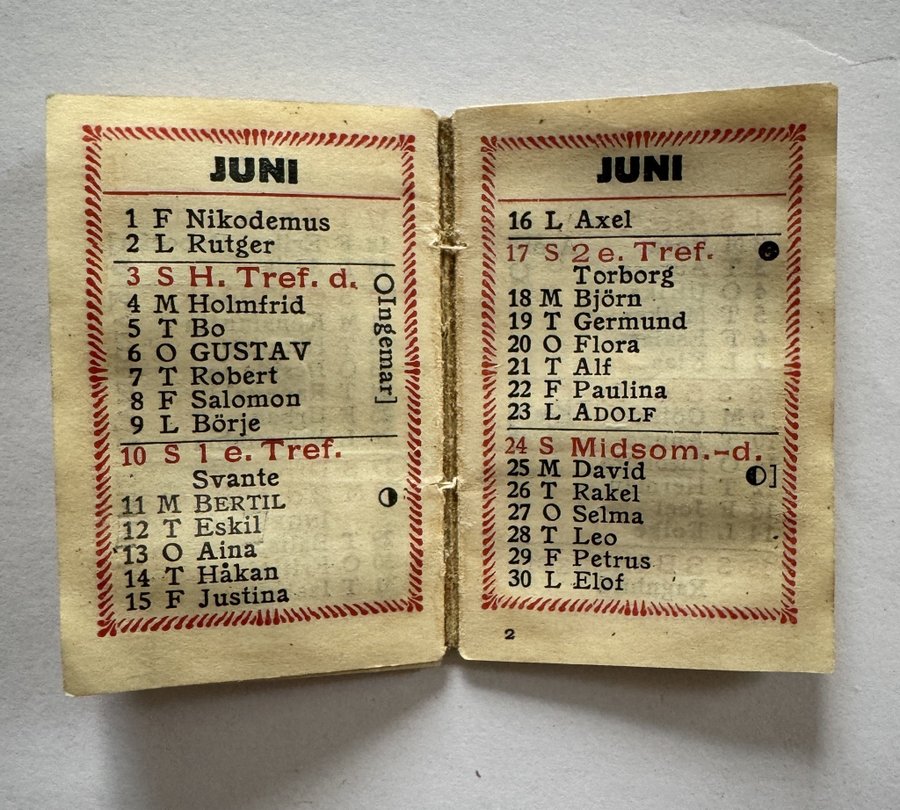 JUNI
1 F Nikodemus
2 L Rutger
3 S H. Tref. d.
Ingemar]
4 M Holmfrid
5 T Bo
6 O GUSTAV
7 T Robert
8 F Salomon
9 L Börje
10 S 1 e. Tref.
Svante
11 M BERTIL
12 T Eskil
13 O Aina
14 T Håkan
15 F Justina
JUNI
16 L Axel
17 S 2 e. Tref.
Torborg
18 M Björn
19 T Germund
20 O Flora
21 T Alf
22 F Paulina
23 L ADOLF
24 S Midsom.-d.
25 M David ]
26 T Rakel
27 O Selma
28 T Leo
29 F Petrus
30 L Elof
2